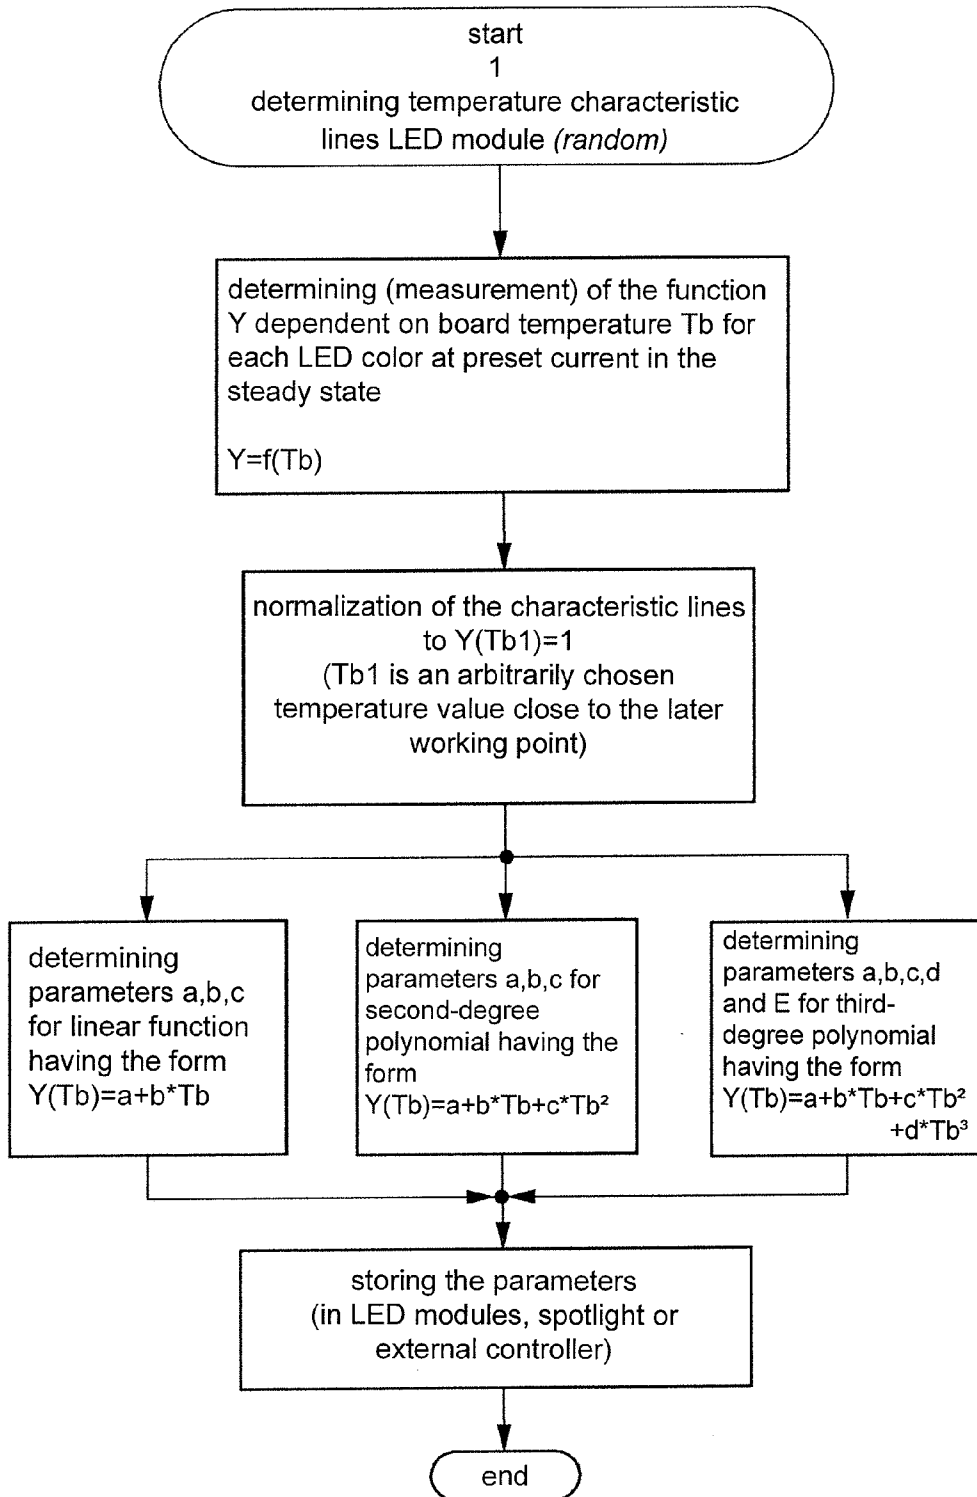 start
1
determining temperature characteristic
lines LED module (random)
determining (measurement) of the function
Y dependent on board temperature Tb for
each LED color at preset current in the
steady state
Y=f(Tb)
normalization of the characteristic lines
to Y(Tb1)=1
(Tb1 is an arbitrarily chosen
temperature value close to the later
working point)
determining
parameters a,b,c
for linear function
having the form
Y(Tb)=a+b*Tb
determining
parameters a,b,c for
second-degree
polynomial having the
form
Y(Tb)=a+b*Tb+c*Tb²
determining
parameters a,b,c,d
and E for third-
degree polynomial
having the form
Y(Tb)=a+b*Tb+c*Tb²
+d*Tb³
storing the parameters
(in LED modules, spotlight or
external controller)
end